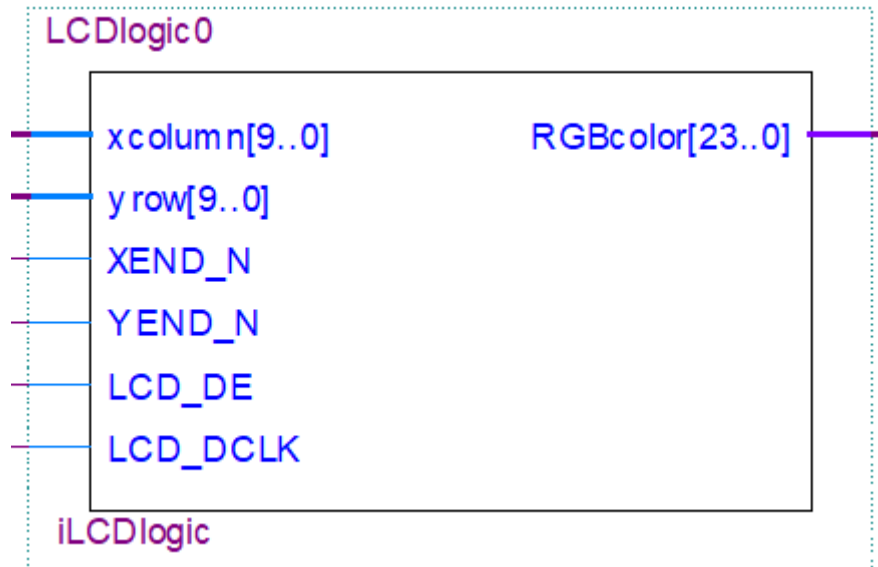 LCDlogic0
xcolumn[9..0] RGBcolor[23..0]
yrow[9..0]
XEND_N
YEND_N
LCD_DE
LCD_DCLK
iLCDlogic